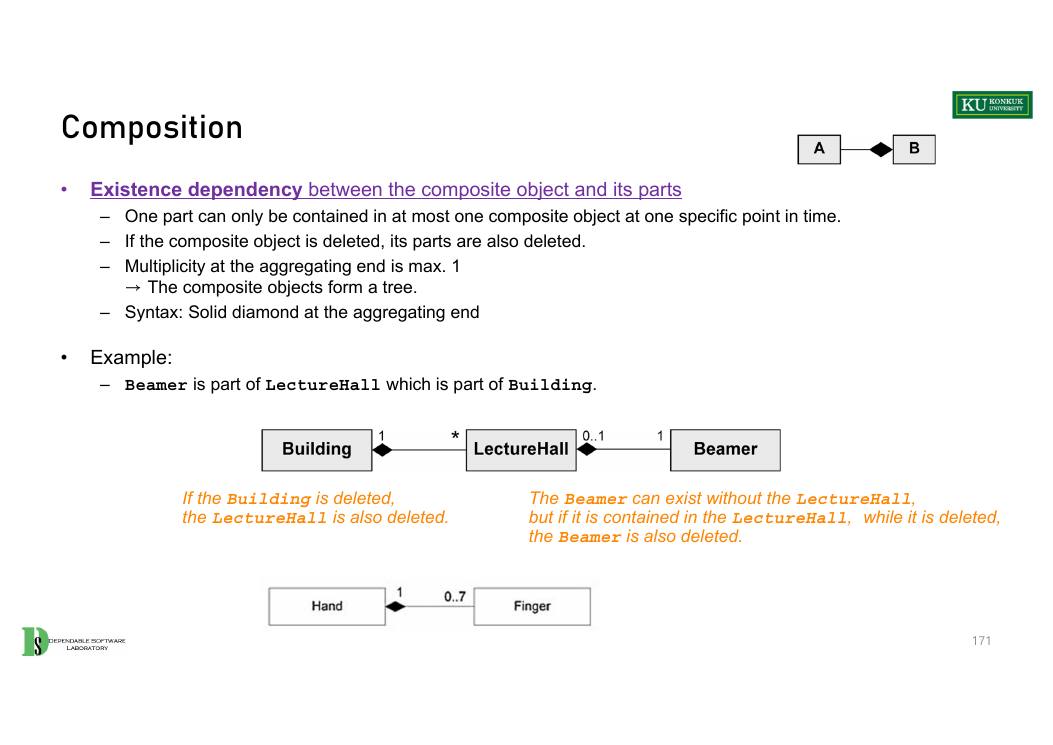 KU KONKUK
UNIVERSITY
Composition
A B
• Existence dependency between the composite object and its parts
– One part can only be contained in at most one composite object at one specific point in time.
– If the composite object is deleted, its parts are also deleted.
– Multiplicity at the aggregating end is max. 1
→ The composite objects form a tree.
– Syntax: Solid diamond at the aggregating end
• Example:
– Beamer is part of LectureHall which is part of Building.
Building 1 * LectureHall 0..1 1 Beamer
If the Building is deleted,
the LectureHall is also deleted.
The Beamer can exist without the LectureHall,
but if it is contained in the LectureHall, while it is deleted,
the Beamer is also deleted.
Hand 1 0..7 Finger
DS DEPENDABLE SOFTWARE
LABORATORY
171